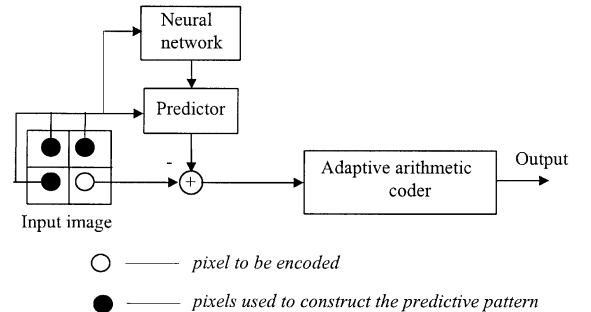 Neural
network
Predictor
-
+
Adaptive arithmetic
coder
Output
Input image
pixel to be encoded
pixels used to construct the predictive pattern